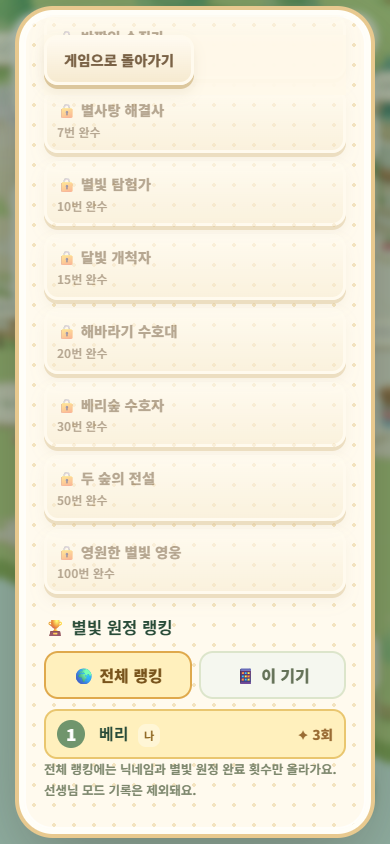 게임으로 돌아가기
별사탕 해결사
7번 완수
별빛 탐험가
10번 완수
달빛 개척자
15번 완수
해바라기 수호대
20번 완수
베리숲 수호자
30번 완수
두 숲의 전설
50번 완수
영원한 별빛 영웅
100번 완수
별빛 원정 랭킹
전체 랭킹
이 기기
1 베리 나 ✦ 3회
전체 랭킹에는 닉네임과 별빛 원정 완료 횟수만 올라가요.
선생님 모드 기록은 제외돼요.